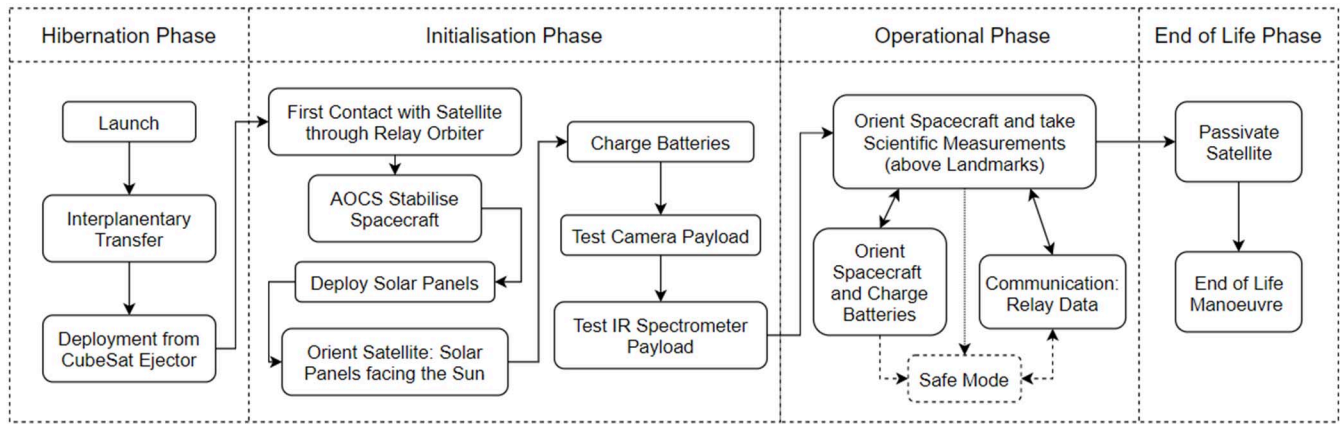 Hibernation Phase
Launch
Interplanentary
Transfer
Deployment from
CubeSat Ejector
Initialisation Phase
First Contact with Satellite
through Relay Orbiter
AOCS Stabilise
Spacecraft
Deploy Solar Panels
Orient Satellite: Solar
Panels facing the Sun
Charge Batteries
Test Camera Payload
Test IR Spectrometer
Payload
Operational Phase
Orient Spacecraft and take
Scientific Measurements
(above Landmarks)
Orient
Spacecraft
and Charge
Batteries
Communication:
Relay Data
Safe Mode
End of Life Phase
Passivate
Satellite
End of Life
Manoeuvre